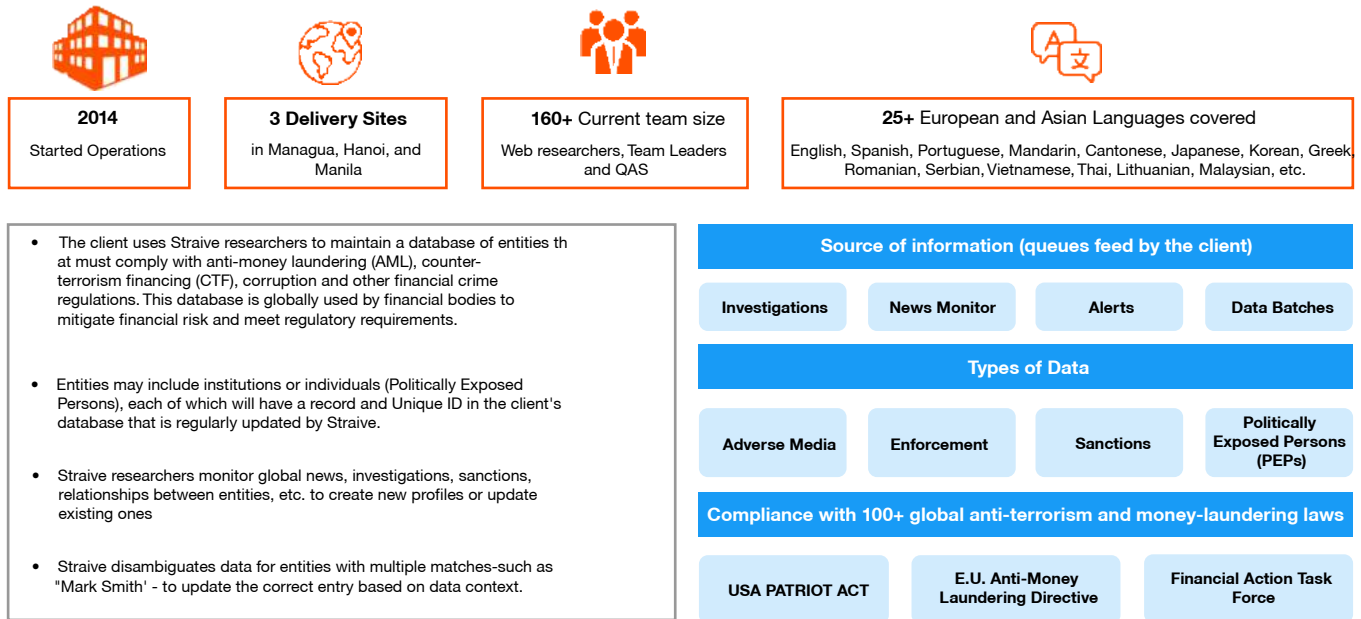 A 文
2014
Started Operations
3 Delivery Sites
in Managua, Hanoi, and
Manila
160+ Current team size
Web researchers, Team Leaders
and QAS
25+ European and Asian Languages covered
English, Spanish, Portuguese, Mandarin, Cantonese, Japanese, Korean, Greek,
Romanian, Serbian, Vietnamese, Thai, Lithuanian, Malaysian, etc.
• The client uses Straive researchers to maintain a database of entities th
at must comply with anti-money laundering (AML), counter-
terrorism financing (CTF), corruption and other financial crime
regulations. This database is globally used by financial bodies to
mitigate financial risk and meet regulatory requirements.
• Entities may include institutions or individuals (Politically Exposed
Persons), each of which will have a record and Unique ID in the client's
database that is regularly updated by Straive.
• Straive researchers monitor global news, investigations, sanctions,
relationships between entities, etc. to create new profiles or update
existing ones
• Straive disambiguates data for entities with multiple matches-such as
"Mark Smith' - to update the correct entry based on data context.
Source of information (queues feed by the client)
Investigations
News Monitor
Alerts
Data Batches
Types of Data
Adverse Media
Enforcement
Sanctions
Politically
Exposed Persons
(PEPs)
Compliance with 100+ global anti-terrorism and money-laundering laws
USA PATRIOT ACT
E.U. Anti-Money
Laundering Directive
Financial Action Task
Force